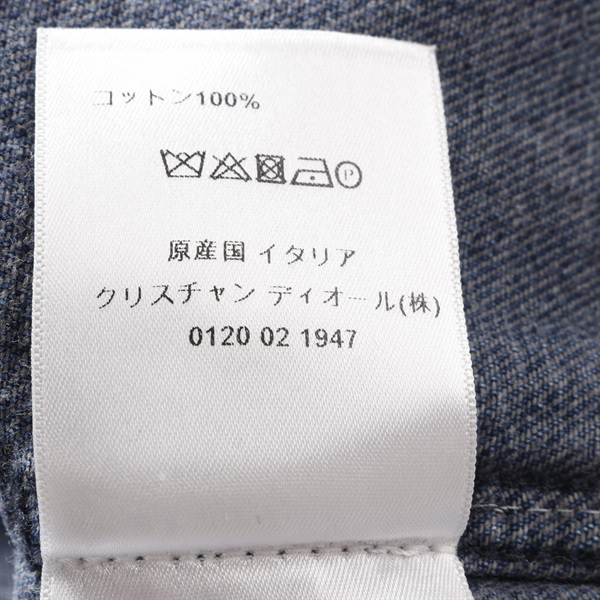 コットン100%
P
原産国 イタリア
クリスチャン ディオール(株)
0120 02 1947